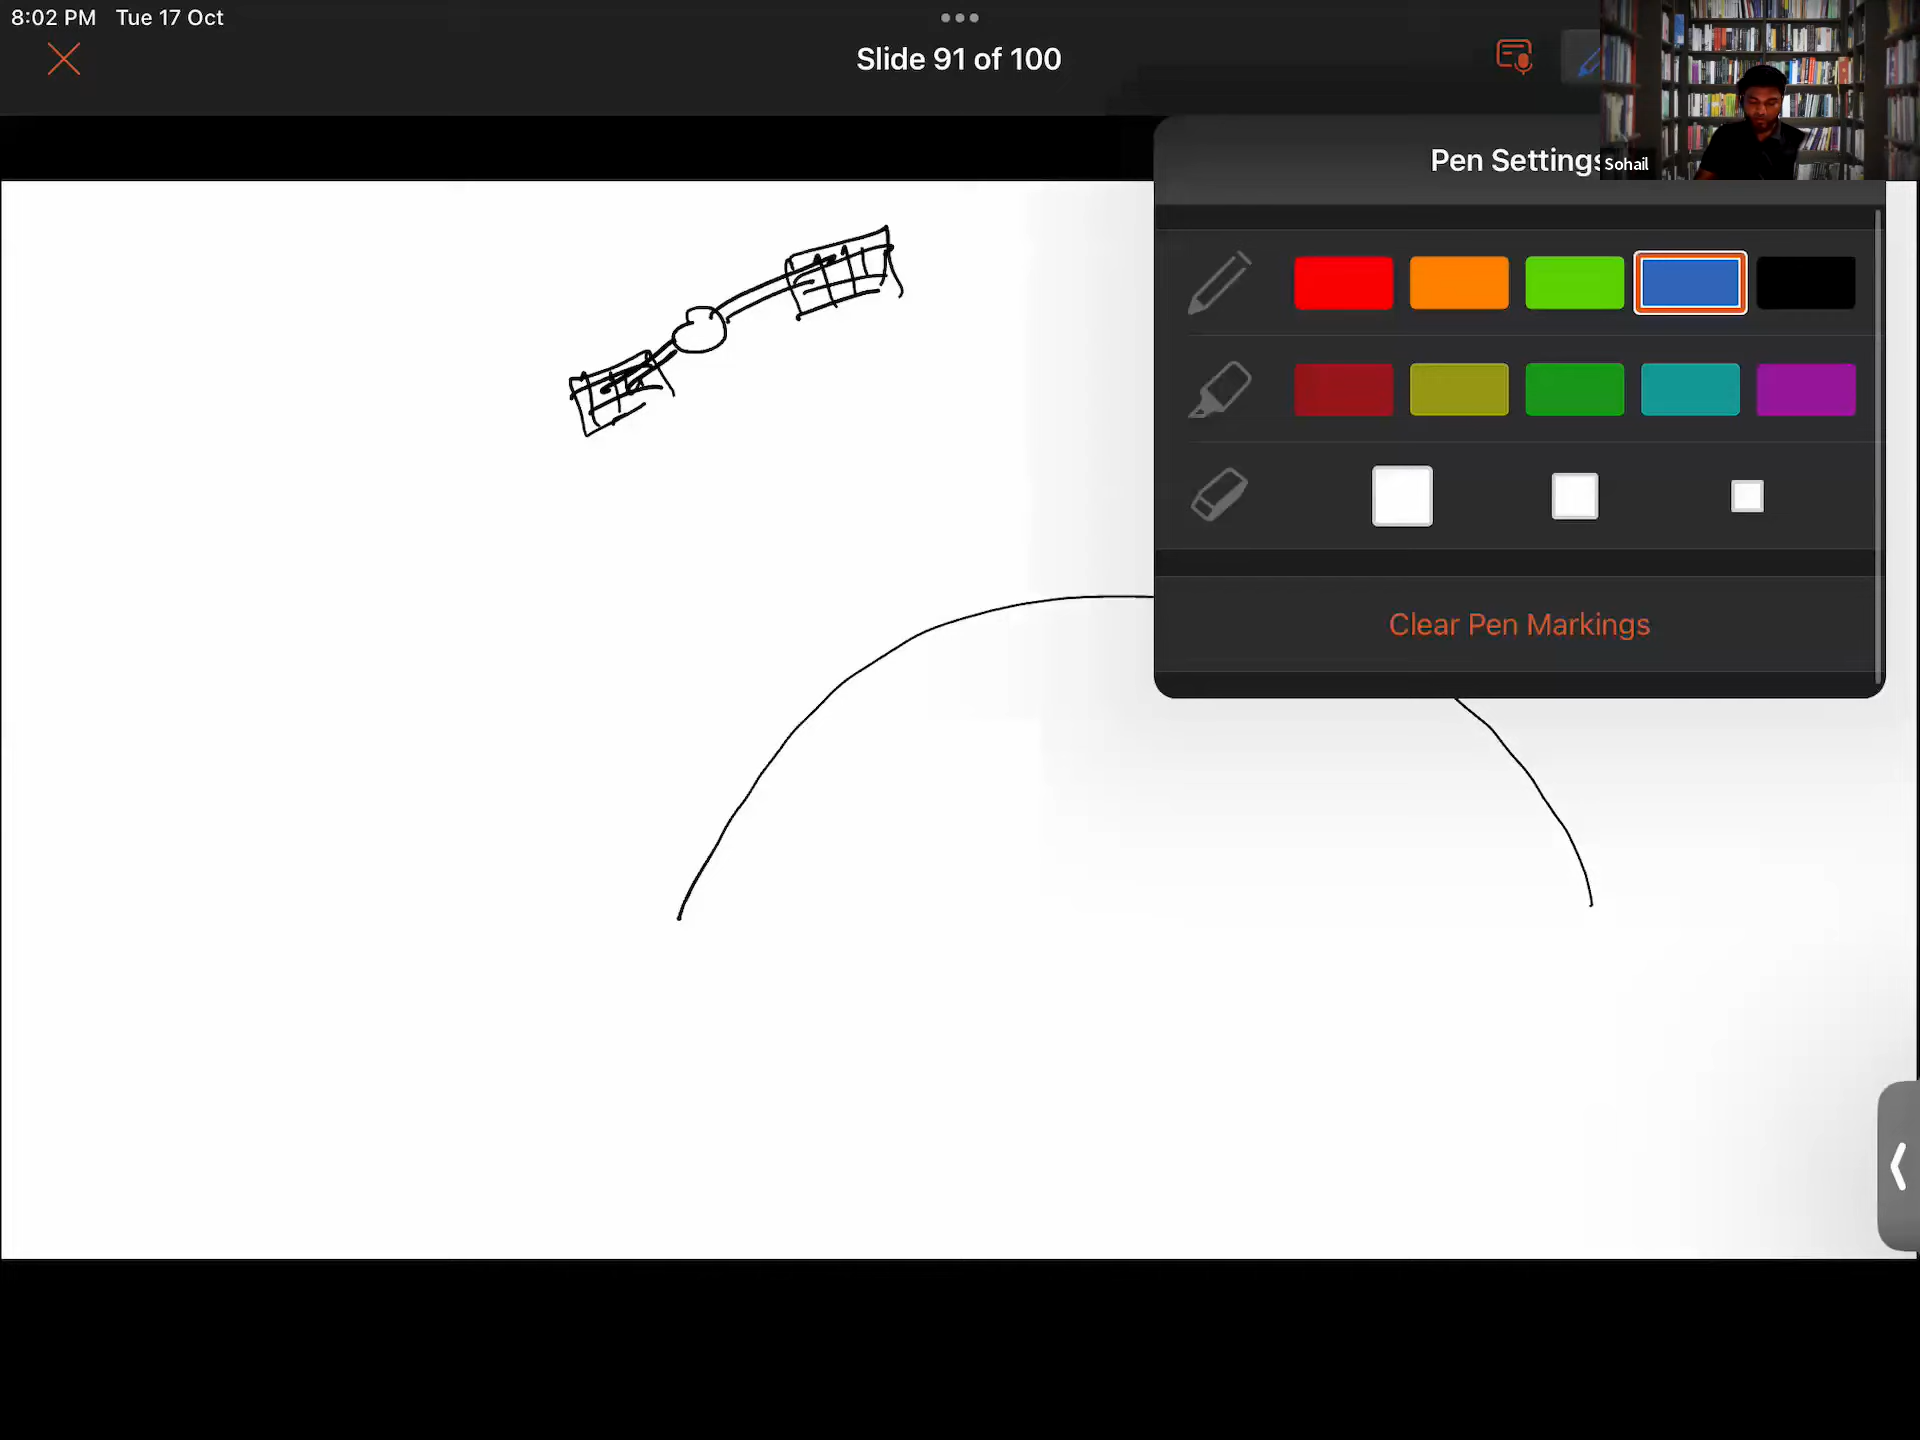 8:02 PM Tue 17 Oct
Slide 91 of 100
Pen Settings
Sohail
Clear Pen Markings